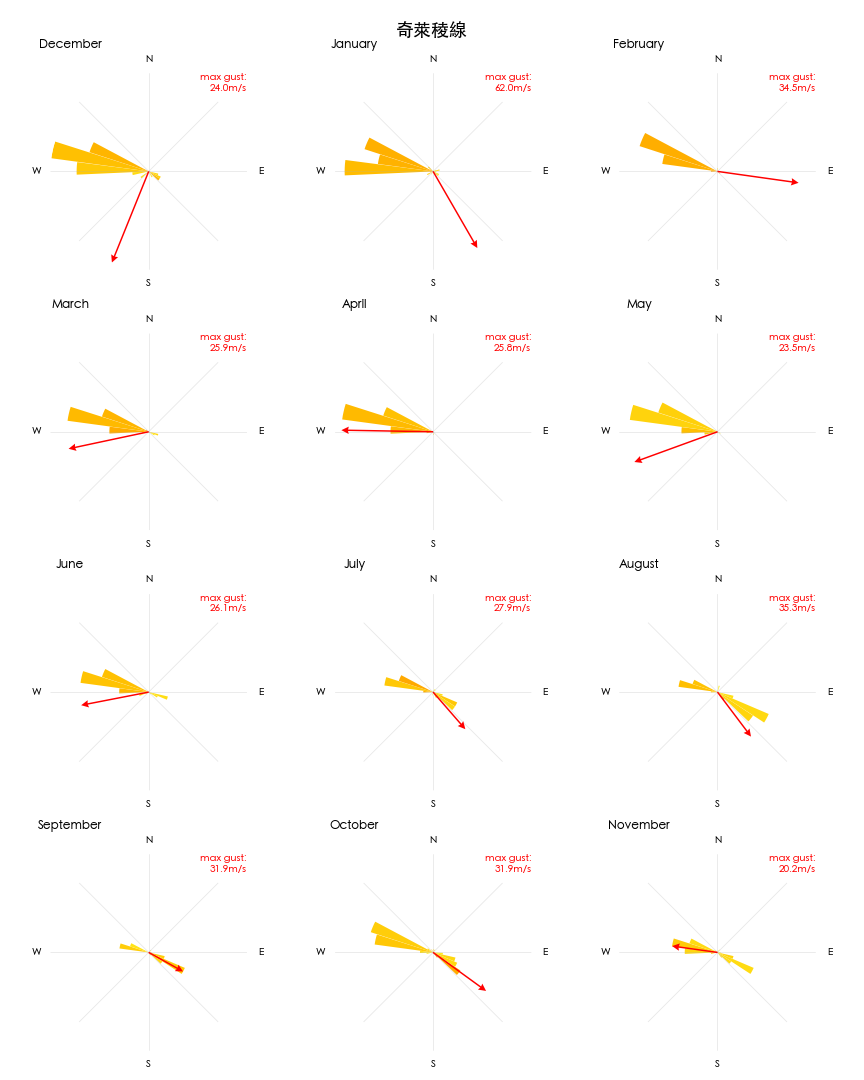 奇萊稜線
December
January
February
N
N
N
max gust:
24.0m/s
max gust:
62.0m/s
max gust:
34.5m/s
W
E
W
E
W
E
S
S
S
March
April
May
N
N
N
max gust:
25.9m/s
max gust:
25.8m/s
max gust:
23.5m/s
W
E
W
E
W
E
S
S
S
June
July
August
N
N
N
max gust:
26.1m/s
max gust:
27.9m/s
max gust:
35.3m/s
W
E
W
E
W
E
S
S
S
September
October
November
N
N
N
max gust:
31.9m/s
max gust:
31.9m/s
max gust:
20.2m/s
W
E
W
E
W
E
S
S
S